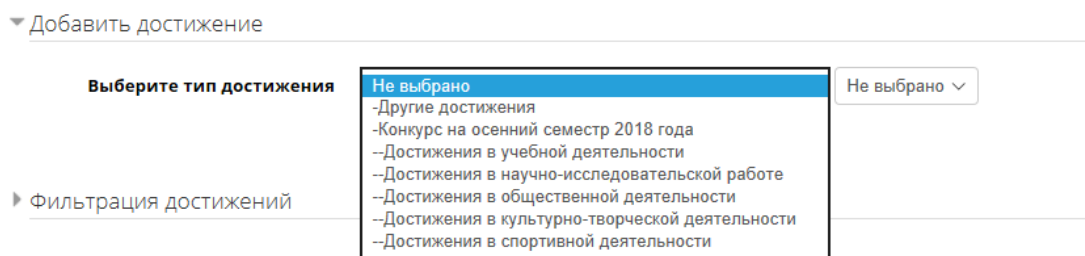 Добавить достижение
Выберите тип достижения
Не выбрано
Не выбрано
-Другие достижения
-Конкурс на осенний семестр 2018 года
--Достижения в учебной деятельности
--Достижения в научно-исследовательской работе
--Достижения в общественной деятельности
--Достижения в культурно-творческой деятельности
--Достижения в спортивной деятельности
Фильтрация достижений